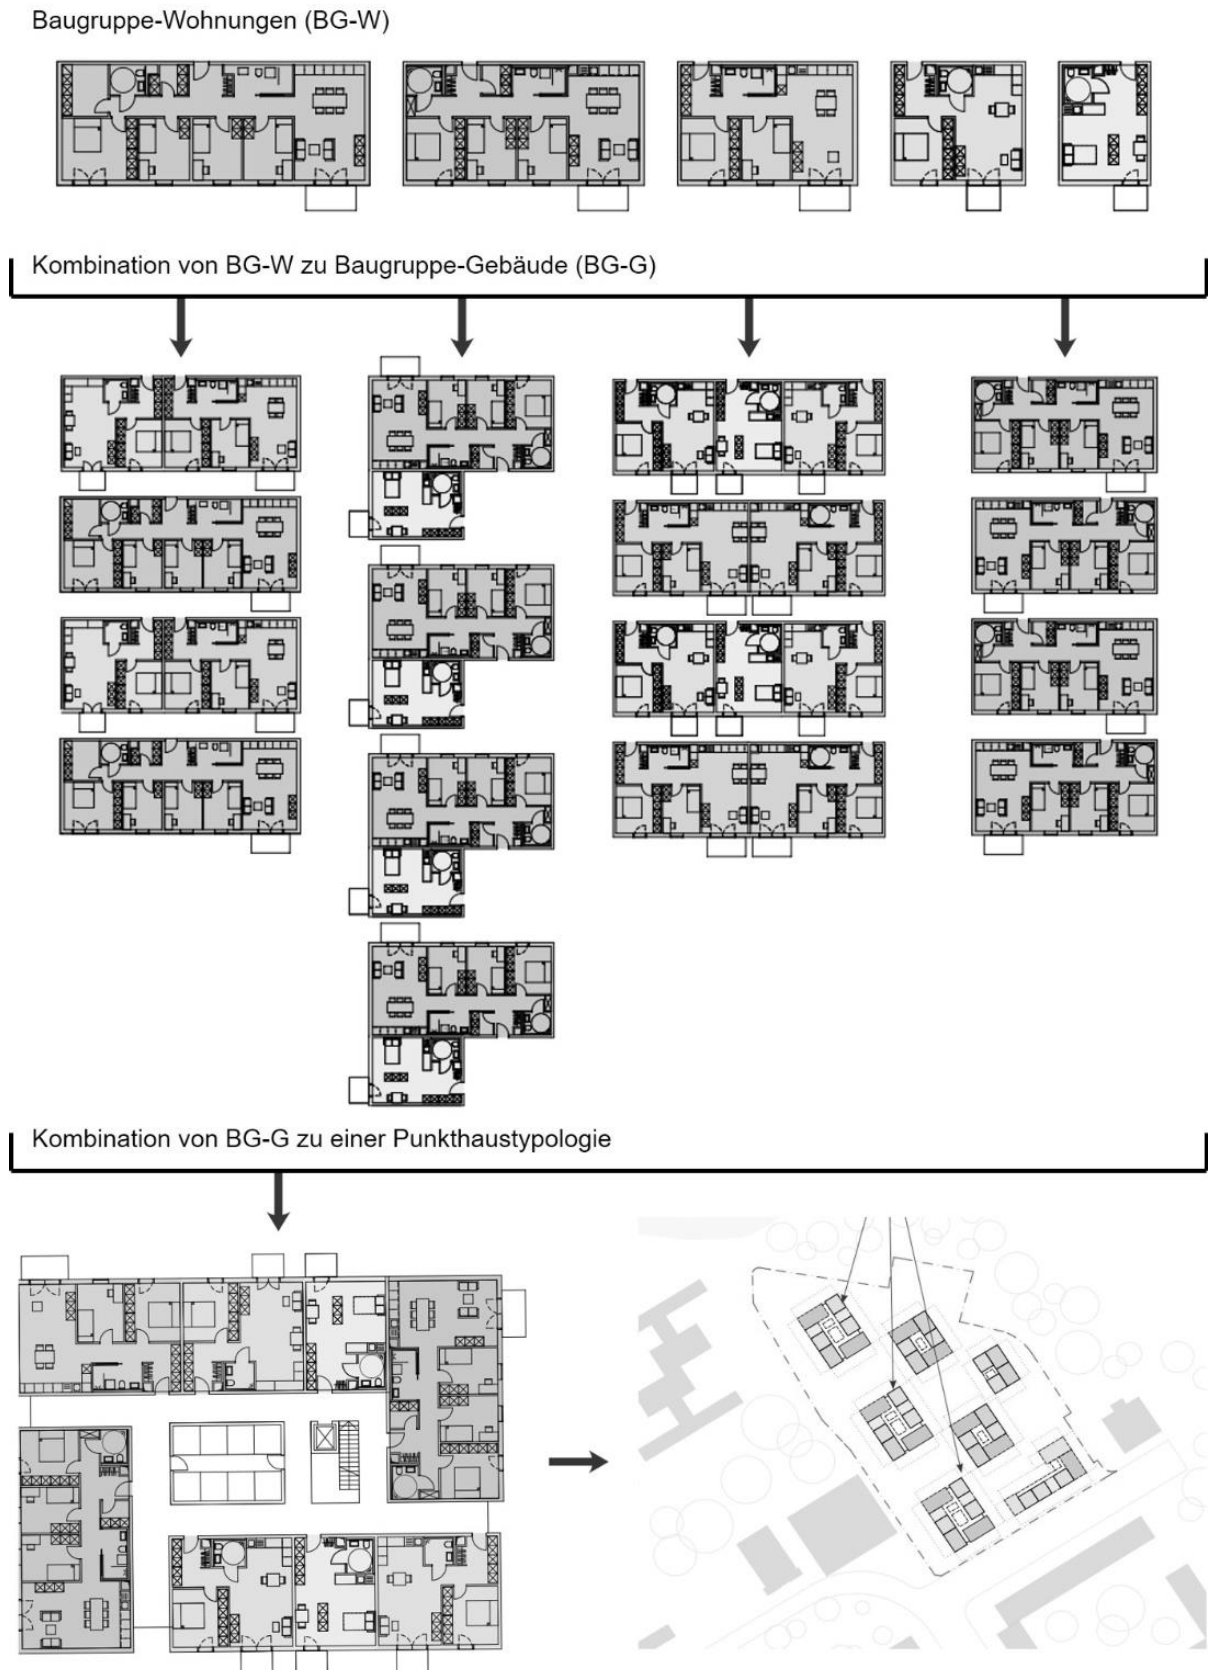 Baugruppe-Wohnungen (BG-W)
Kombination von BG-W zu Baugruppe-Gebäude (BG-G)
Kombination von BG-G zu einer Punkthaustypologie